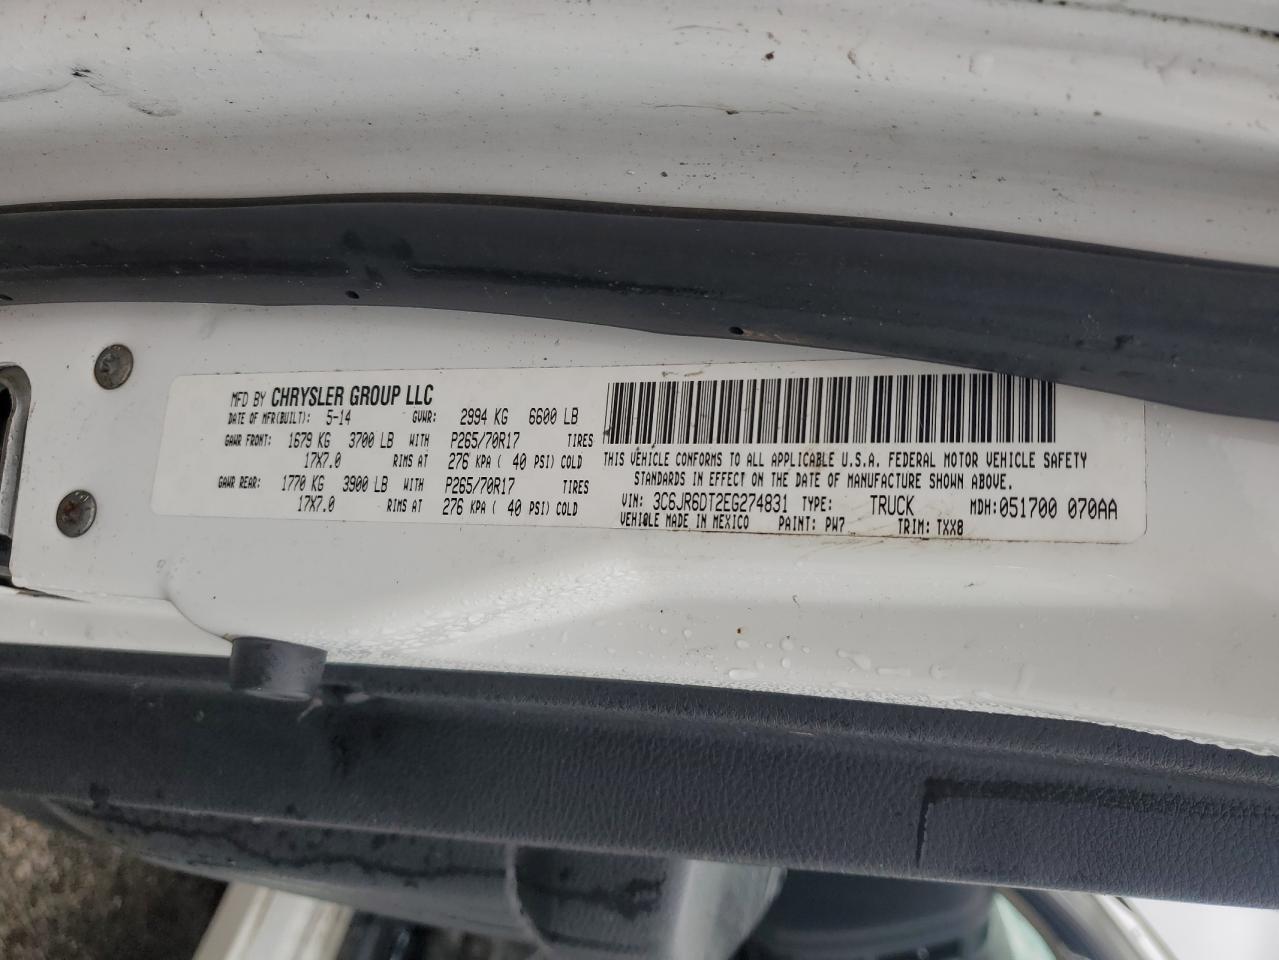 MFD BY CHRYSLER GROUP LLC
DATE OF MFR(BUILT): 5-14 GVWR: 2994 KG 6600 LB
GAWR FRONT: 1679 KG 3700 LB WITH P265/70R17 TIRES
17X7.0 RIMS AT 276 KPA ( 40 PSI) COLD
GAWR REAR: 1770 KG 3900 LB WITH P265/70R17 TIRES
17X7.0 RIMS AT 276 KPA ( 40 PSI) COLD
THIS VEHICLE CONFORMS TO ALL APPLICABLE U.S.A. FEDERAL MOTOR VEHICLE SAFETY
STANDARDS IN EFFECT ON THE DATE OF MANUFACTURE SHOWN ABOVE.
VIN: 3C6JR6DT2EG274831 TYPE: TRUCK MDH:051700 070AA
VEHICLE MADE IN MEXICO PAINT: PW7 TRIM: TXX8